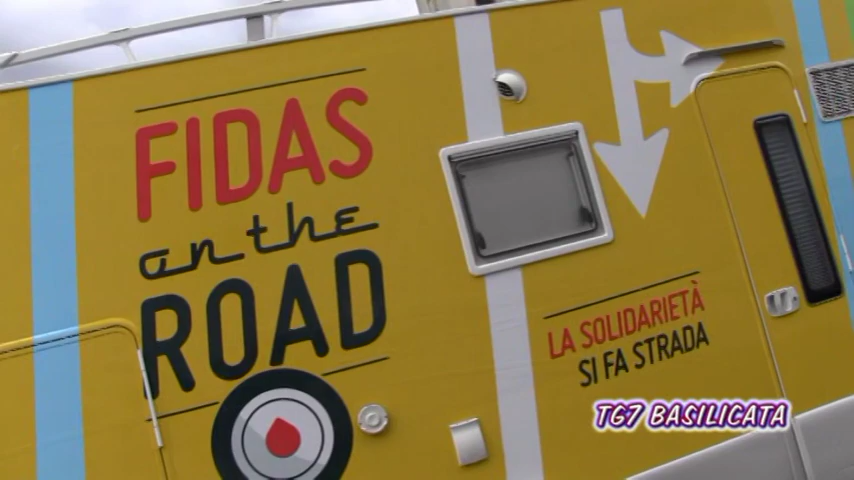 FIDAS
on the
ROAD
LA SOLIDARIETÀ
SI FA STRADA
TG7 BASILICATA